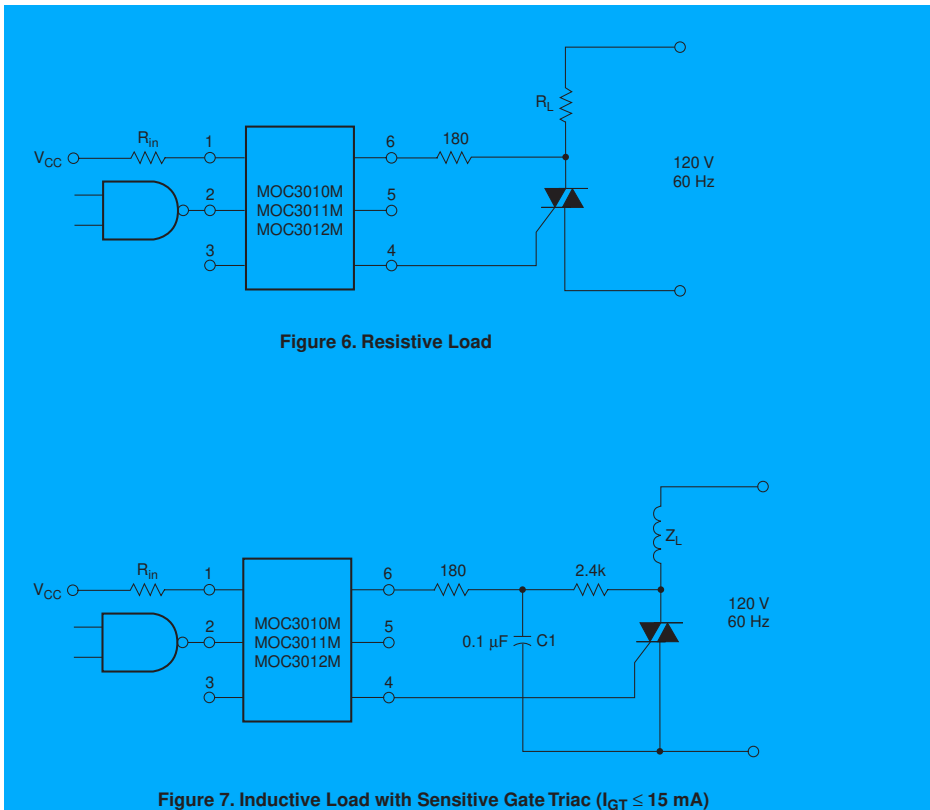 R_L
R_in
1
6
180
V_CC
120 V
60 Hz
MOC3010M
MOC3011M
MOC3012M
2
5
3
4
Figure 6. Resistive Load
Z_L
R_in
1
6
180
2.4k
V_CC
120 V
60 Hz
MOC3010M
MOC3011M
MOC3012M
2
5
0.1 μF C1
3
4
Figure 7. Inductive Load with Sensitive Gate Triac (I_GT ≤ 15 mA)